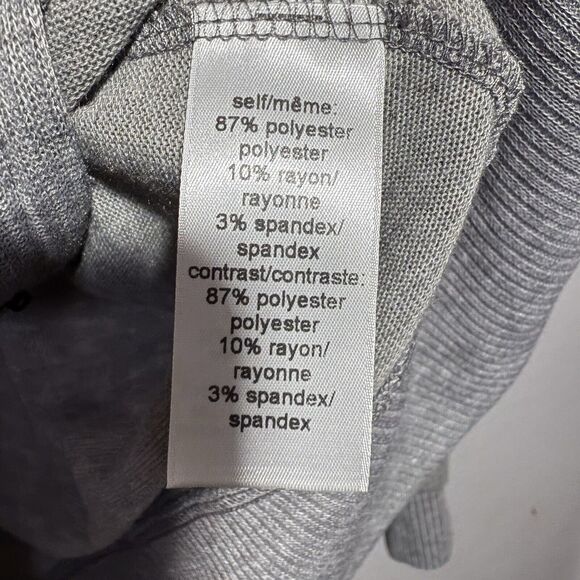 self/même:
87% polyester
polyester
10% rayon/
rayonne
3% spandex/
spandex
contrast/contraste:
87% polyester
polyester
10% rayon/
rayonne
3% spandex/
spandex